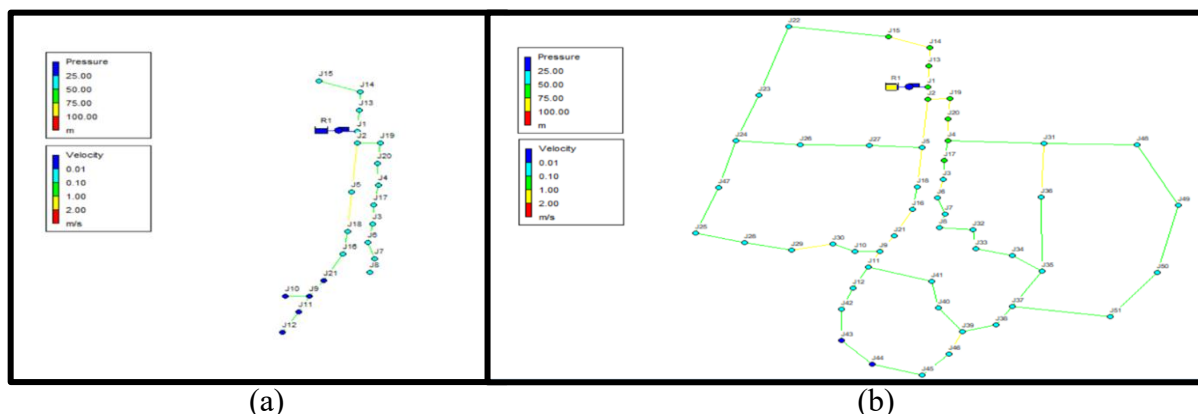 Pressure
25.00
50.00
75.00
100.00
m
Velocity
0.01
0.10
1.00
2.00
m/s
J15
J14
J13
R1
J1
J2
J19
J20
J4
J5
J17
J3
J18
J6
J16
J7
J8
J21
J10
J9
J11
J12
(a)
Pressure
25.00
50.00
75.00
100.00
m
Velocity
0.01
0.10
1.00
2.00
m/s
J22
J15
J14
J13
R1
J1
J2
J19
J23
J20
J24
J26
J27
J5
J4
J31
J17
J47
J18
J3
J6
J16
J7
J49
J25
J28
J29
J30
J10
J9
J21
J32
J33
J34
J11
J41
J35
J50
J12
J42
J40
J37
J51
J43
J39
J44
J45
(b)